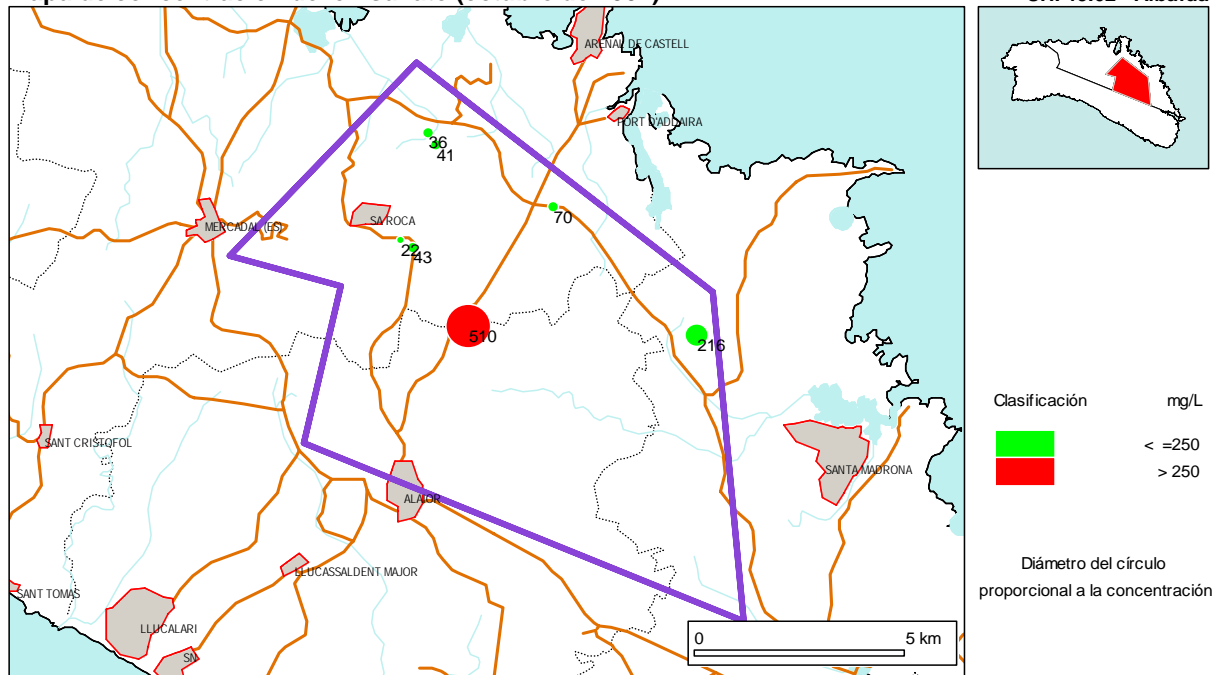 ARENAL DE CASTELL
PORT D'ADDAIRA
36
41
70
SA ROCA
MERCADAL (ES)
22
43
510
216
SANT CRISTOFOL
SANTA MADRONA
ALAIOR
LLUCASSALDENT MAJOR
SANT TOMAS
LLUCALARI
SN
0 5 km
Clasificación mg/L
< =250
> 250
Diámetro del círculo
proporcional a la concentración